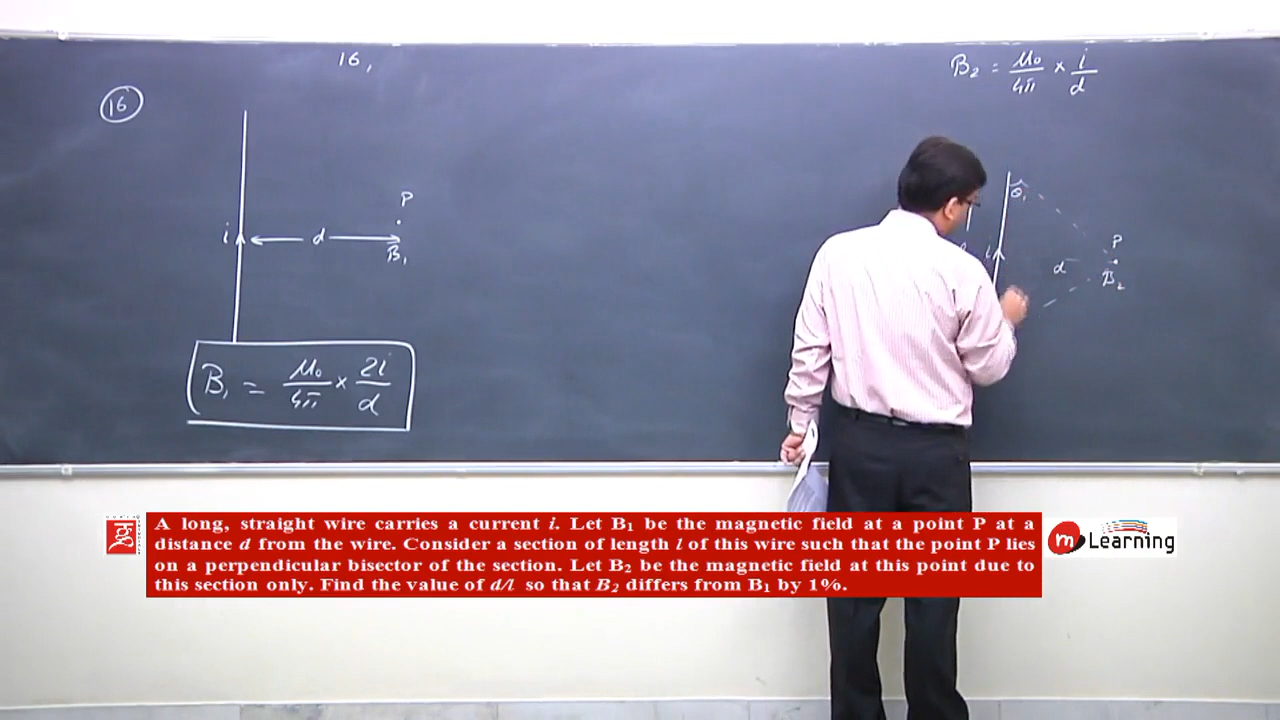 16,
16
i
d
P
B₁
B₁ = μ₀/4π × 2i/d
B₂ = μ₀/4π × i/d
θ₁
i
d
P
B₂
A long, straight wire carries a current i. Let B₁ be the magnetic field at a point P at a
distance d from the wire. Consider a section of length l of this wire such that the point P lies
on a perpendicular bisector of the section. Let B₂ be the magnetic field at this point due to
this section only. Find the value of d/l so that B₂ differs from B₁ by 1%.
m Learning